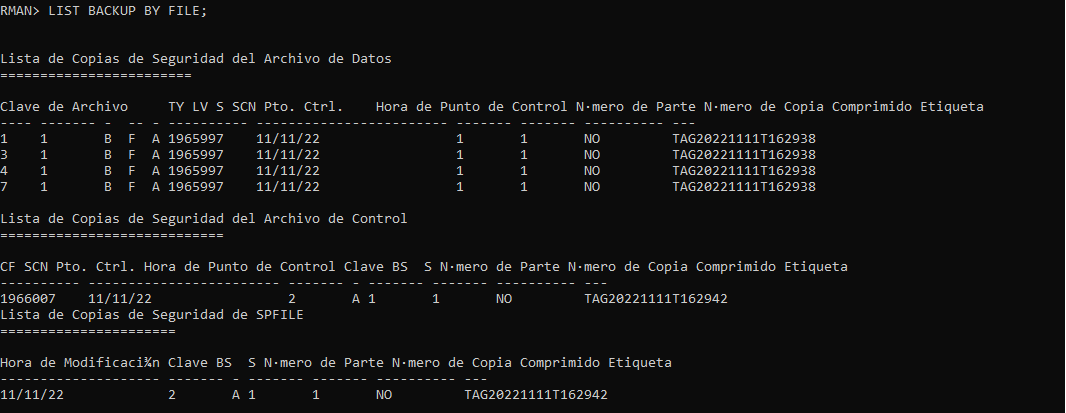 RMAN> LIST BACKUP BY FILE;
Lista de Copias de Seguridad del Archivo de Datos
========================
Clave de Archivo     TY LV S SCN Pto. Ctrl.    Hora de Punto de Control N·mero de Parte N·mero de Copia Comprimido Etiqueta
---- ------- -  -- - ---------- ------------------------ ------- ------- ---------- ---
1    1       B  F  A 1965997    11/11/22                 1       1       NO         TAG20221111T162938
3    1       B  F  A 1965997    11/11/22                 1       1       NO         TAG20221111T162938
4    1       B  F  A 1965997    11/11/22                 1       1       NO         TAG20221111T162938
7    1       B  F  A 1965997    11/11/22                 1       1       NO         TAG20221111T162938
Lista de Copias de Seguridad del Archivo de Control
============================
CF SCN Pto. Ctrl. Hora de Punto de Control Clave BS  S N·mero de Parte N·mero de Copia Comprimido Etiqueta
---------- ------------------------ ------- - ------- ------- ---------- ---
1966007    11/11/22                 2       A 1       1       NO         TAG20221111T162942
Lista de Copias de Seguridad de SPFILE
======================
Hora de Modificaci¾n Clave BS  S N·mero de Parte N·mero de Copia Comprimido Etiqueta
-------------------- ------- - ------- ------- ---------- ---
11/11/22             2       A 1       1       NO         TAG20221111T162942